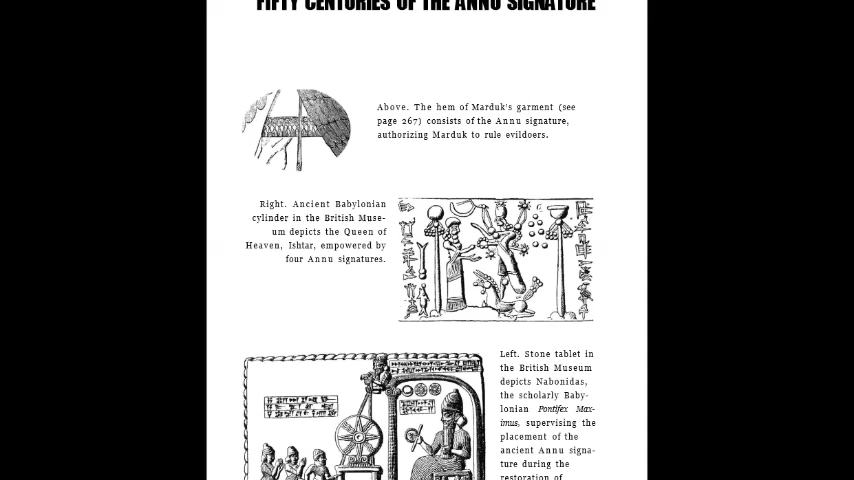 FIFTY CENTURIES OF THE ANNU SIGNATURE
Above. The hem of Marduk's garment (see
page 267) consists of the Annu signature,
authorizing Marduk to rule evildoers.
Right. Ancient Babylonian
cylinder in the British Muse-
um depicts the Queen of
Heaven, Ishtar, empowered by
four Annu signatures.
Left. Stone tablet in
the British Museum
depicts Nabonidas,
the scholarly Baby-
lonian Pontifex Max-
imus, supervising the
placement of the
ancient Annu signa-
ture during the
restoration of